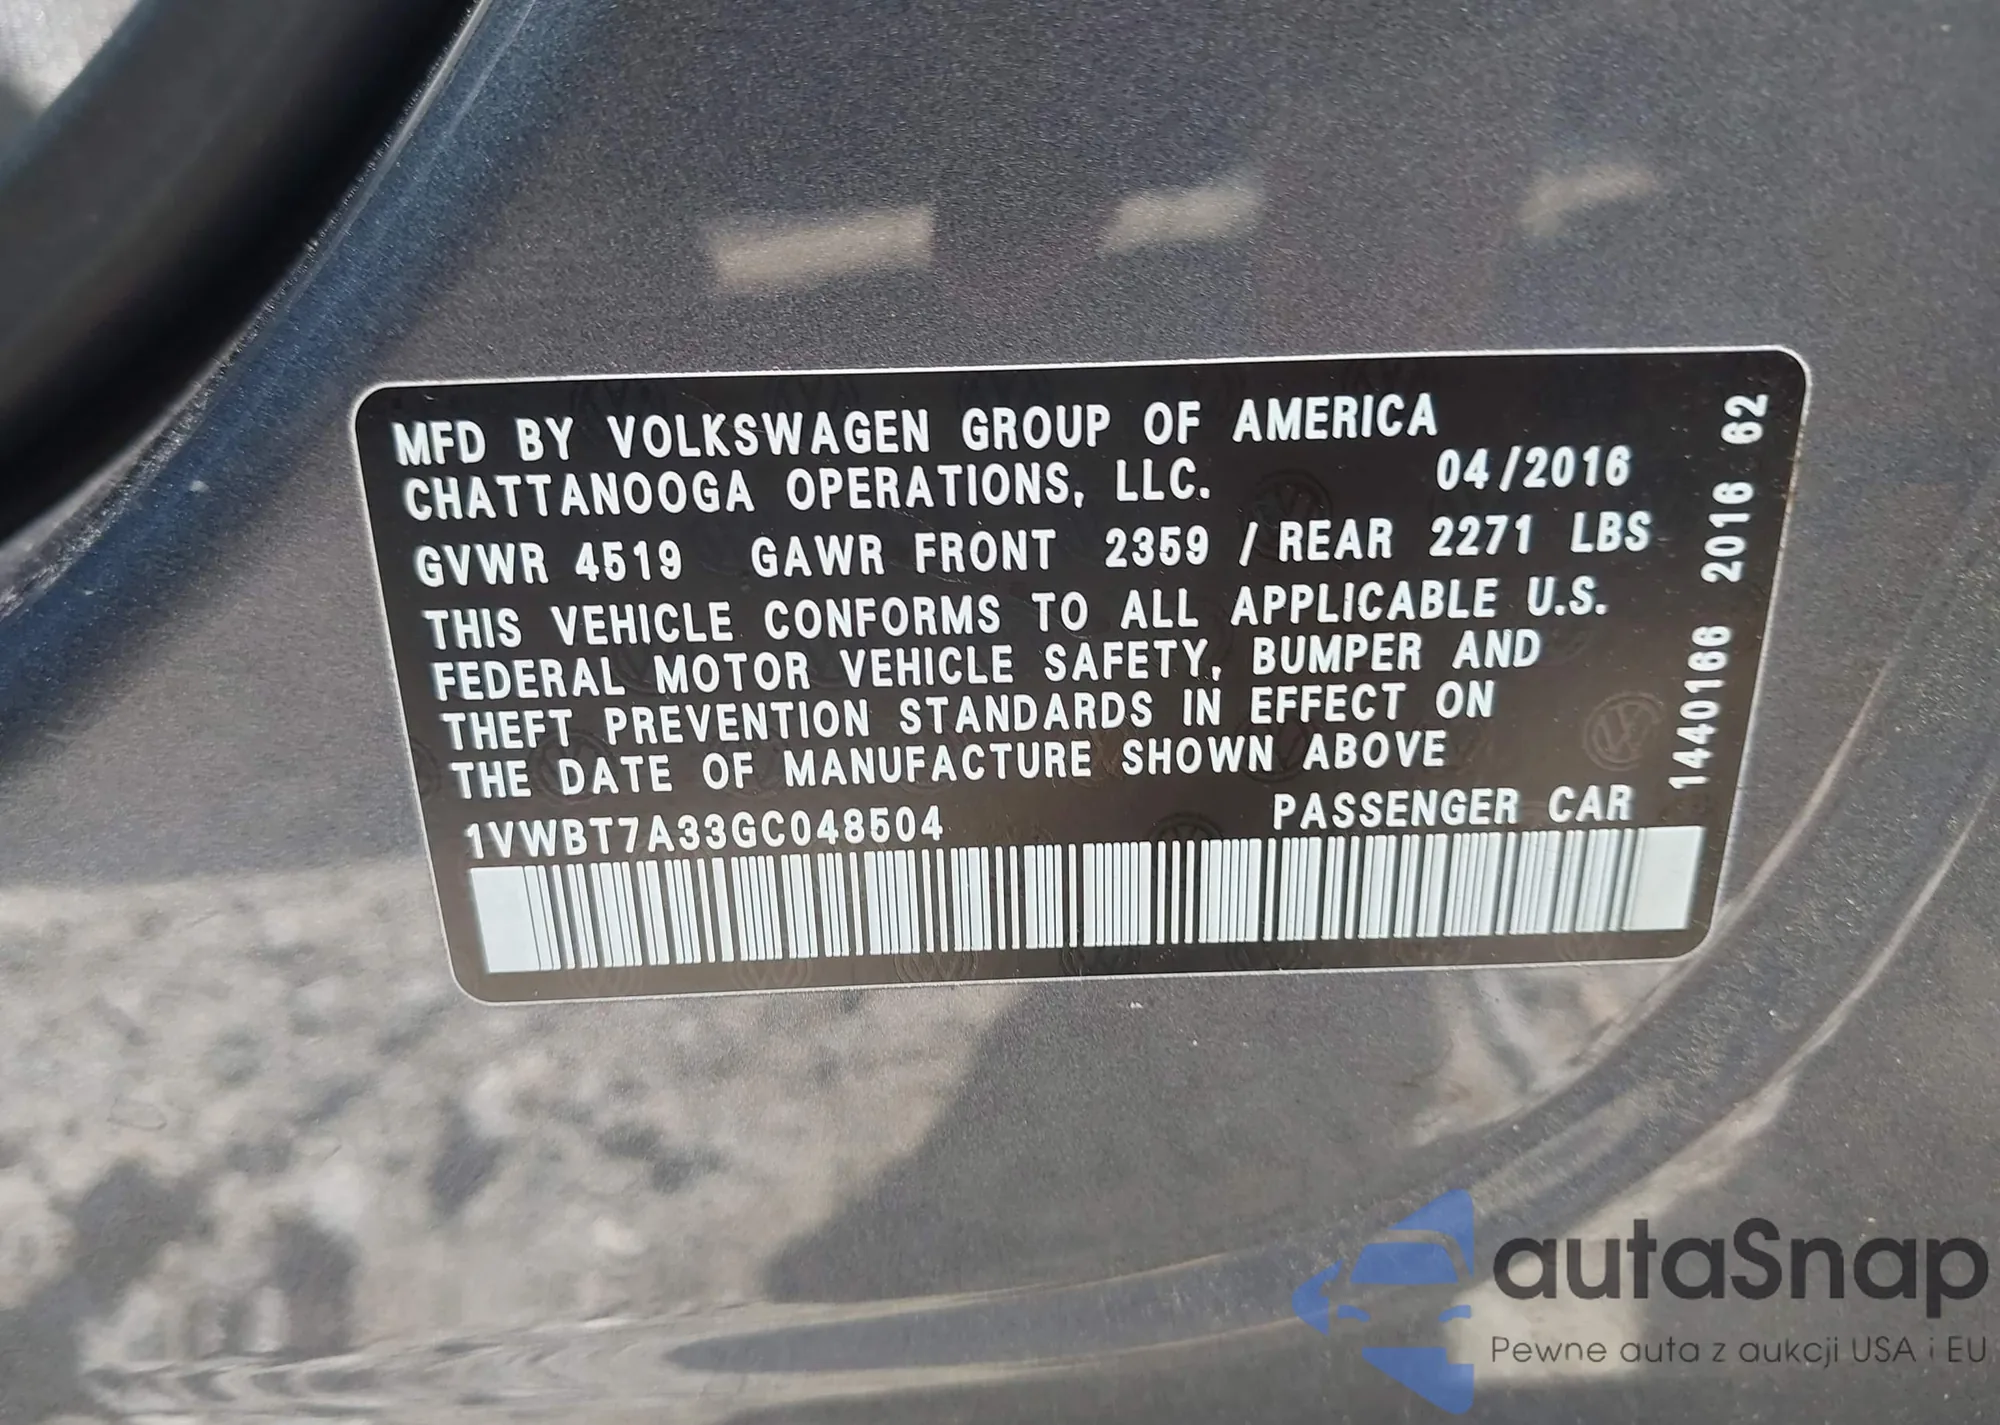 MFD BY VOLKSWAGEN GROUP OF AMERICA
CHATTANOOGA OPERATIONS, LLC. 04/2016
GVWR 4519 GAWR FRONT 2359 / REAR 2271 LBS
THIS VEHICLE CONFORMS TO ALL APPLICABLE U.S.
FEDERAL MOTOR VEHICLE SAFETY, BUMPER AND
THEFT PREVENTION STANDARDS IN EFFECT ON
THE DATE OF MANUFACTURE SHOWN ABOVE
1VWBT7A33GC048504 PASSENGER CAR
1440166 2016 62
autaSnap
Pewne auta z aukcji USA i EU